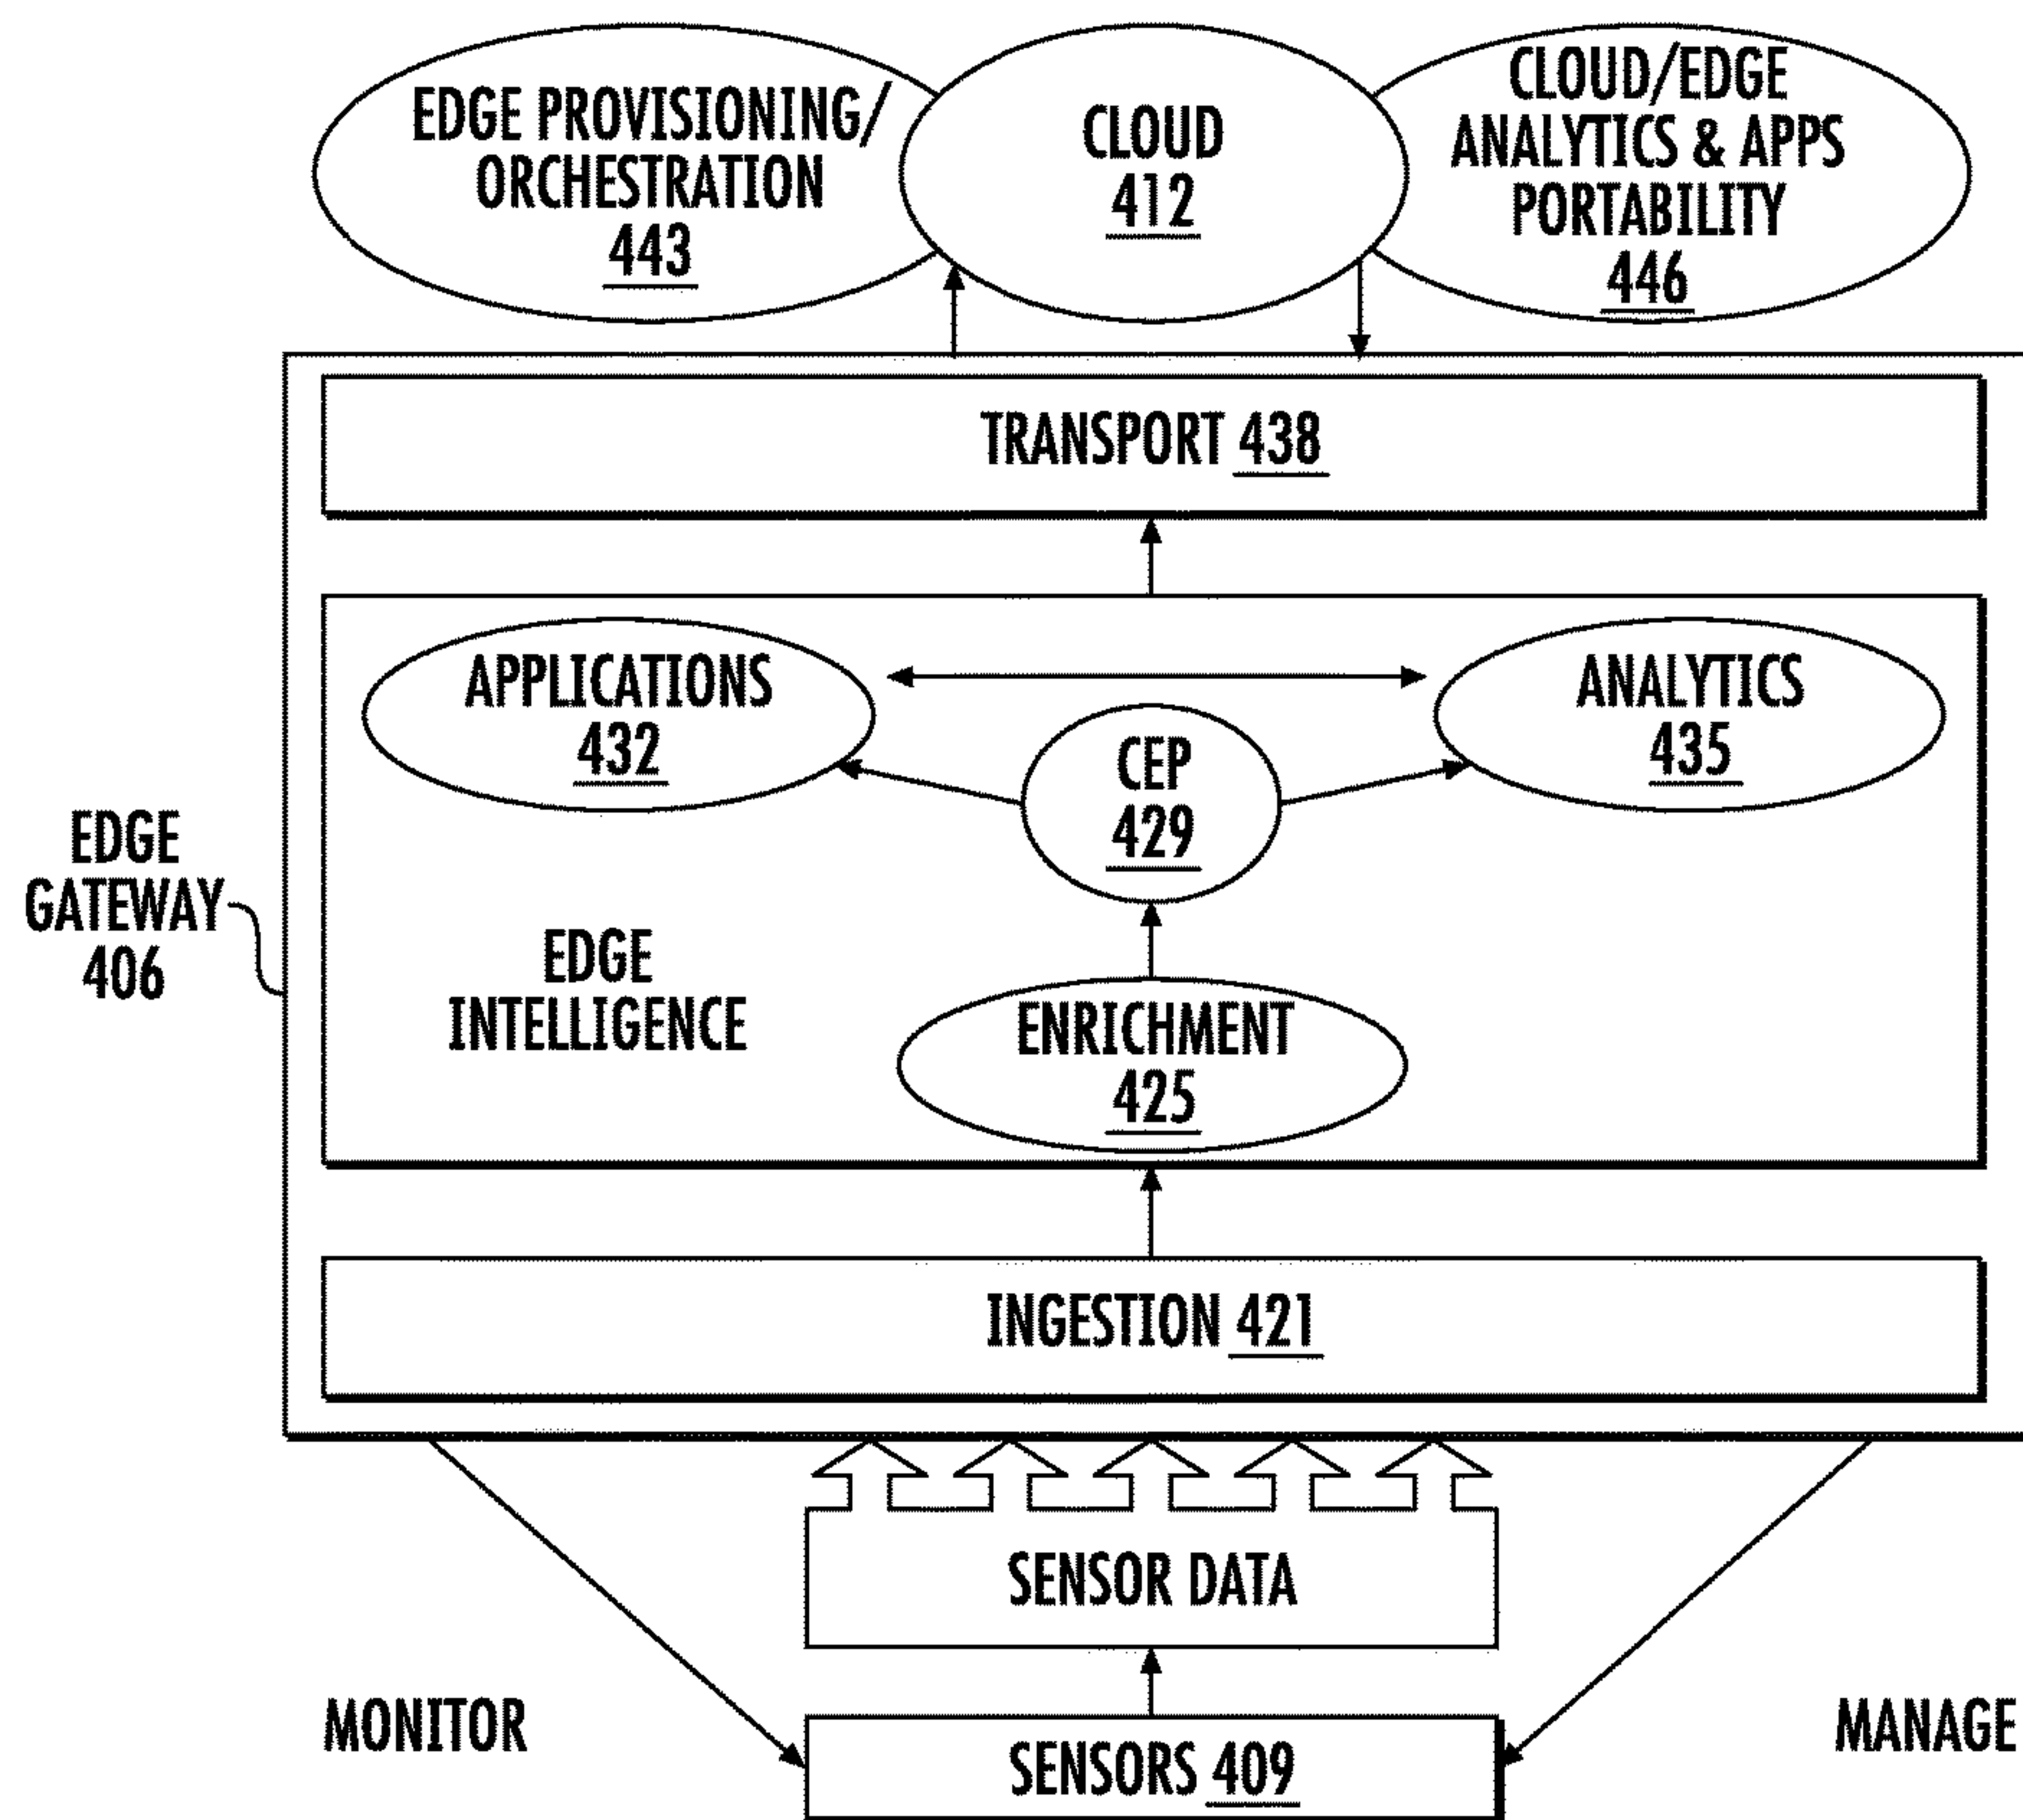 EDGE PROVISIONING/
ORCHESTRATION
443
CLOUD
412
CLOUD/EDGE
ANALYTICS & APPS
PORTABILITY
446
TRANSPORT 438
APPLICATIONS
432
ANALYTICS
435
CEP
429
EDGE
GATEWAY
406
EDGE
INTELLIGENCE
ENRICHMENT
425
INGESTION 421
SENSOR DATA
MONITOR
MANAGE
SENSORS 409